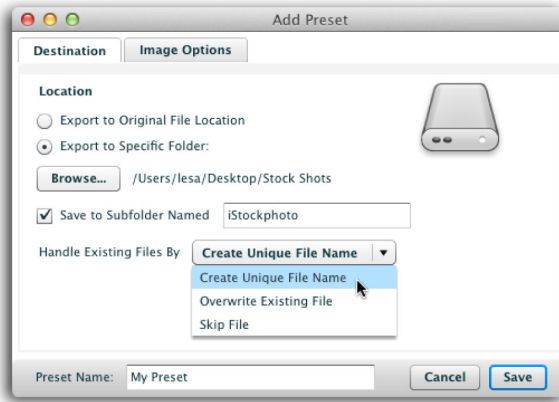 Add Preset
Destination
Image Options
Location
Export to Original File Location
Export to Specific Folder:
Browse... /Users/lesa/Desktop/Stock Shots
Save to Subfolder Named iStockphoto
Handle Existing Files By Create Unique File Name
Create Unique File Name
Overwrite Existing File
Skip File
Preset Name: My Preset Cancel Save